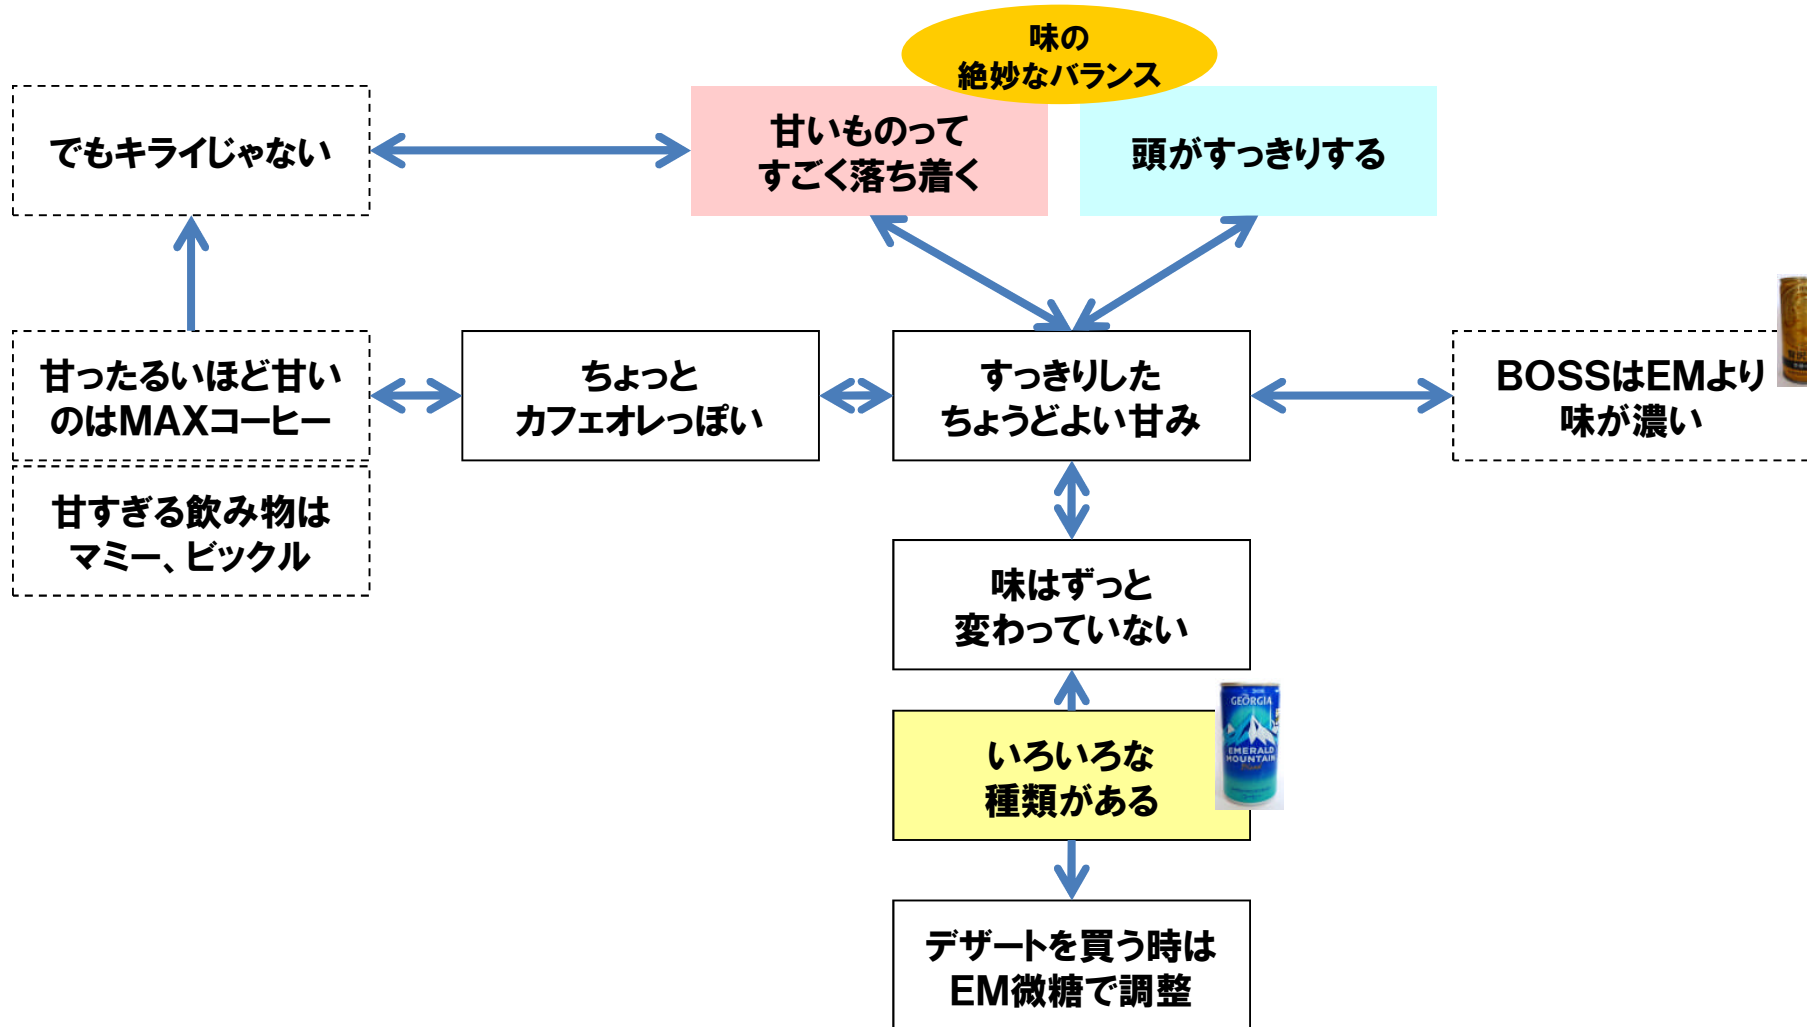 味の
絶妙なバランス
でもキライじゃない
甘いものって
すごく落ち着く
頭がすっきりする
甘ったるいほど甘い
のはMAXコーヒー
ちょっと
カフェオレっぽい
すっきりした
ちょうどよい甘み
BOSSはEMより
味が濃い
甘すぎる飲み物は
マミー、ビックル
味はずっと
変わっていない
いろいろな
種類がある
GEORGIA
EMERALD
MOUNTAIN
Blend
デザートを買う時は
EM微糖で調整